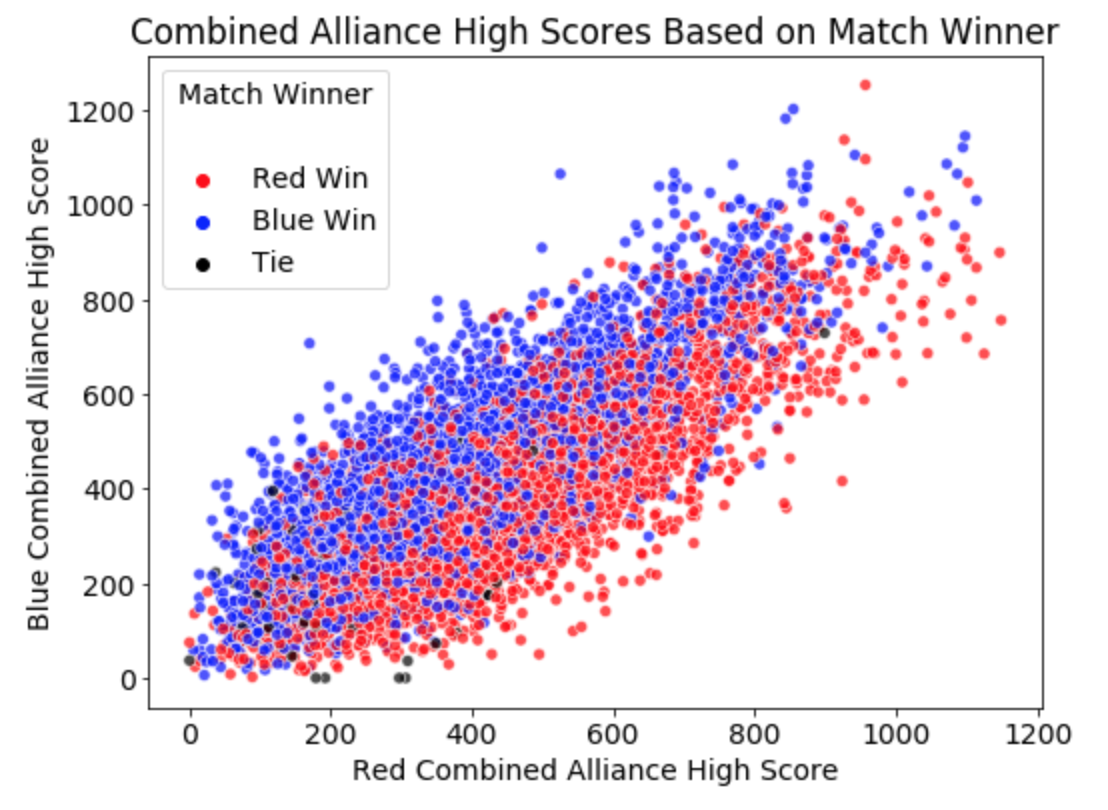 Combined Alliance High Scores Based on Match Winner
Match Winner
Red Win
Blue Win
Tie
Blue Combined Alliance High Score
1200
1000
800
600
400
200
0
0 200 400 600 800 1000 1200
Red Combined Alliance High Score